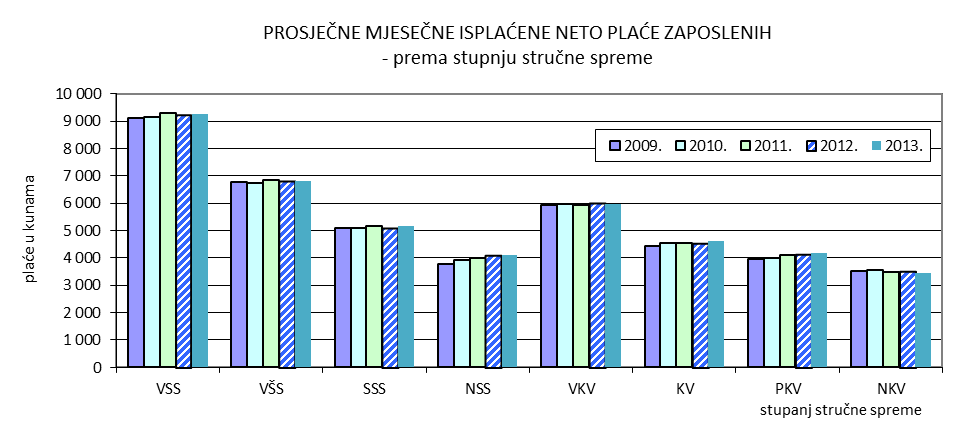 PROSJEČNE MJESEČNE ISPLAĆENE NETO PLAĆE ZAPOSLENIH
- prema stupnju stručne spreme
plaće u kunama
10 000
9 000
8 000
7 000
6 000
5 000
4 000
3 000
2 000
1 000
0
2009. 2010. 2011. 2012. 2013.
VSS VŠS SSS NSS VKV KV PKV NKV
stupanj stručne spreme